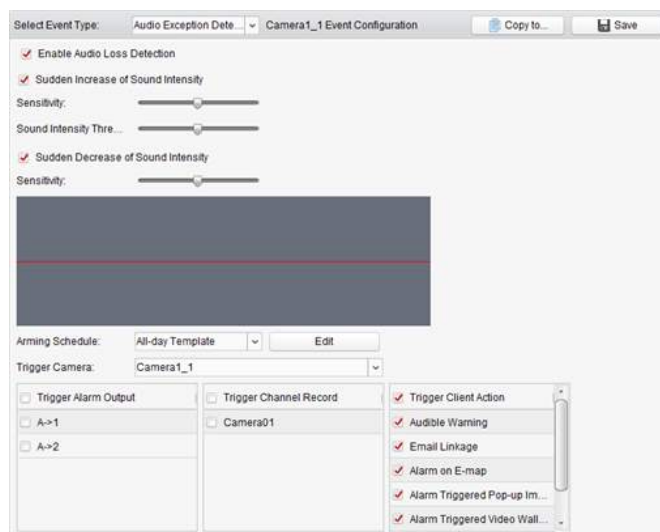 Select Event Type: Audio Exception Dete... Camera1_1 Event Configuration Copy to... Save
Enable Audio Loss Detection
Sudden Increase of Sound Intensity
Sensitivity:
Sound Intensity Thre...
Sudden Decrease of Sound Intensity
Sensitivity:
Arming Schedule: All-day Template Edit
Trigger Camera: Camera1_1
Trigger Alarm Output Trigger Channel Record Trigger Client Action
A->1 Camera01 Audible Warning
A->2 Email Linkage
Alarm on E-map
Alarm Triggered Pop-up Im...
Alarm Triggered Video Wall...